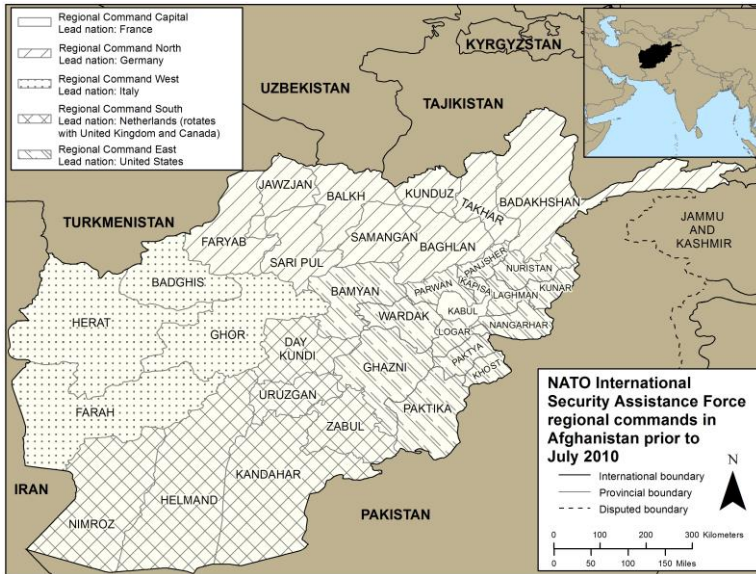 Regional Command Capital
Lead nation: France
Regional Command North
Lead nation: Germany
Regional Command West
Lead nation: Italy
Regional Command South
Lead nation: Netherlands (rotates
with United Kingdom and Canada)
Regional Command East
Lead nation: United States
KYRGYZSTAN
UZBEKISTAN
TAJIKISTAN
TURKMENISTAN
JAMMU
AND
KASHMIR
IRAN
PAKISTAN
JAWZJAN
BALKH
KUNDUZ
TAKHAR
BADAKHSHAN
FARYAB
SAMANGAN
BAGHLAN
SARI PUL
BADGHIS
BAMYAN
PARWAN
PANJSHER
KAPISA
NURISTAN
LAGHMAN
KUNAR
HERAT
GHOR
DAY
KUNDI
WARDAK
KABUL
LOGAR
NANGARHAR
GHAZNI
PAKTYA
KHOST
FARAH
URUZGAN
ZABUL
PAKTIKA
NIMROZ
HELMAND
KANDAHAR
NATO International
Security Assistance Force
regional commands in
Afghanistan prior to
July 2010
International boundary
Provincial boundary
Disputed boundary
N
0 100 200 300 Kilometers
0 50 100 150 Miles